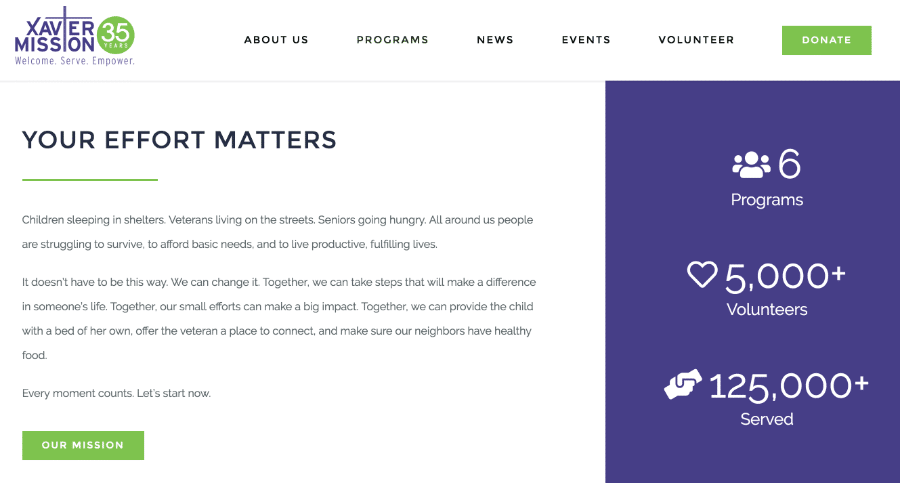 XAVIER
MISSION
35
YEARS
Welcome. Serve. Empower.
ABOUT US
PROGRAMS
NEWS
EVENTS
VOLUNTEER
DONATE
YOUR EFFORT MATTERS
Children sleeping in shelters. Veterans living on the streets. Seniors going hungry. All around us people
are struggling to survive, to afford basic needs, and to live productive, fulfilling lives.
It doesn't have to be this way. We can change it. Together, we can take steps that will make a difference
in someone's life. Together, our small efforts can make a big impact. Together, we can provide the child
with a bed of her own, offer the veteran a place to connect, and make sure our neighbors have healthy
food.
Every moment counts. Let's start now.
OUR MISSION
6
Programs
5,000+
Volunteers
125,000+
Served